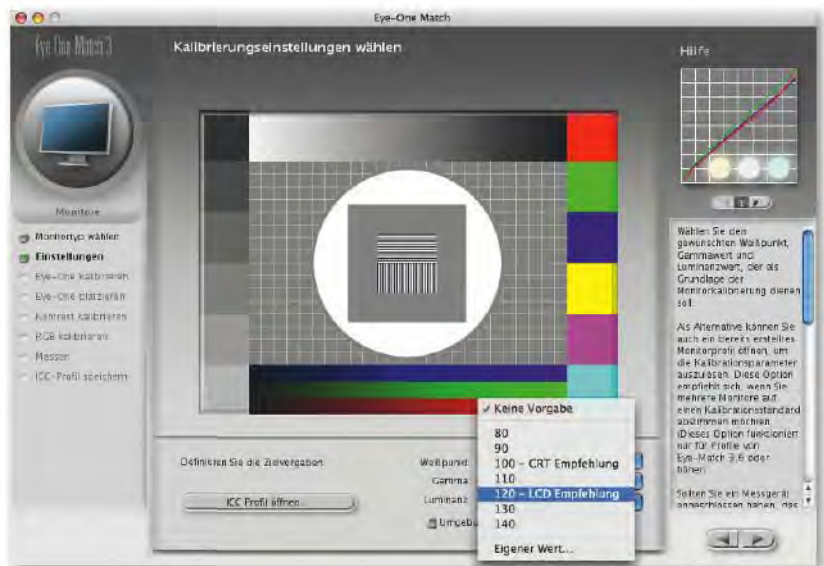 Eye-One Match
Eye One Match 3
Kalibrierungseinstellungen wählen
Hilfe
Monitore
Monitortyp wählen
Einstellungen
Eye-One kalibrieren
Eye-One platzieren
Kontrast kalibrieren
RGB kalibrieren
Messen
ICC-Profil speichern
Definieren Sie die Zielvorgaben
ICC Profil öffnen...
Weißpunkt
Gamma
Luminanz
Umgebu
✓ Keine Vorgabe
80
90
100 – CRT Empfehlung
110
120 – LCD Empfehlung
130
140
Eigener Wert...
1
Wählen Sie den
gewünschten Weißpunkt,
Gammawert und
Luminanzwert, der als
Grundlage der
Monitorkalibrierung dienen
soll.
Als Alternative können Sie
auch ein bereits erstelltes
Monitorprofil öffnen, um
die Kalibrationsparameter
auszulesen. Diese Option
empfiehlt sich, wenn Sie
mehrere Monitore auf
einen Kalibrationsstandard
abstimmen möchten
(Dieses Option funktioniert
nur für Profile von
Eye-Match 3.6 oder
höher).
Sollten Sie ein Messgerät
angeschlossen haben, das